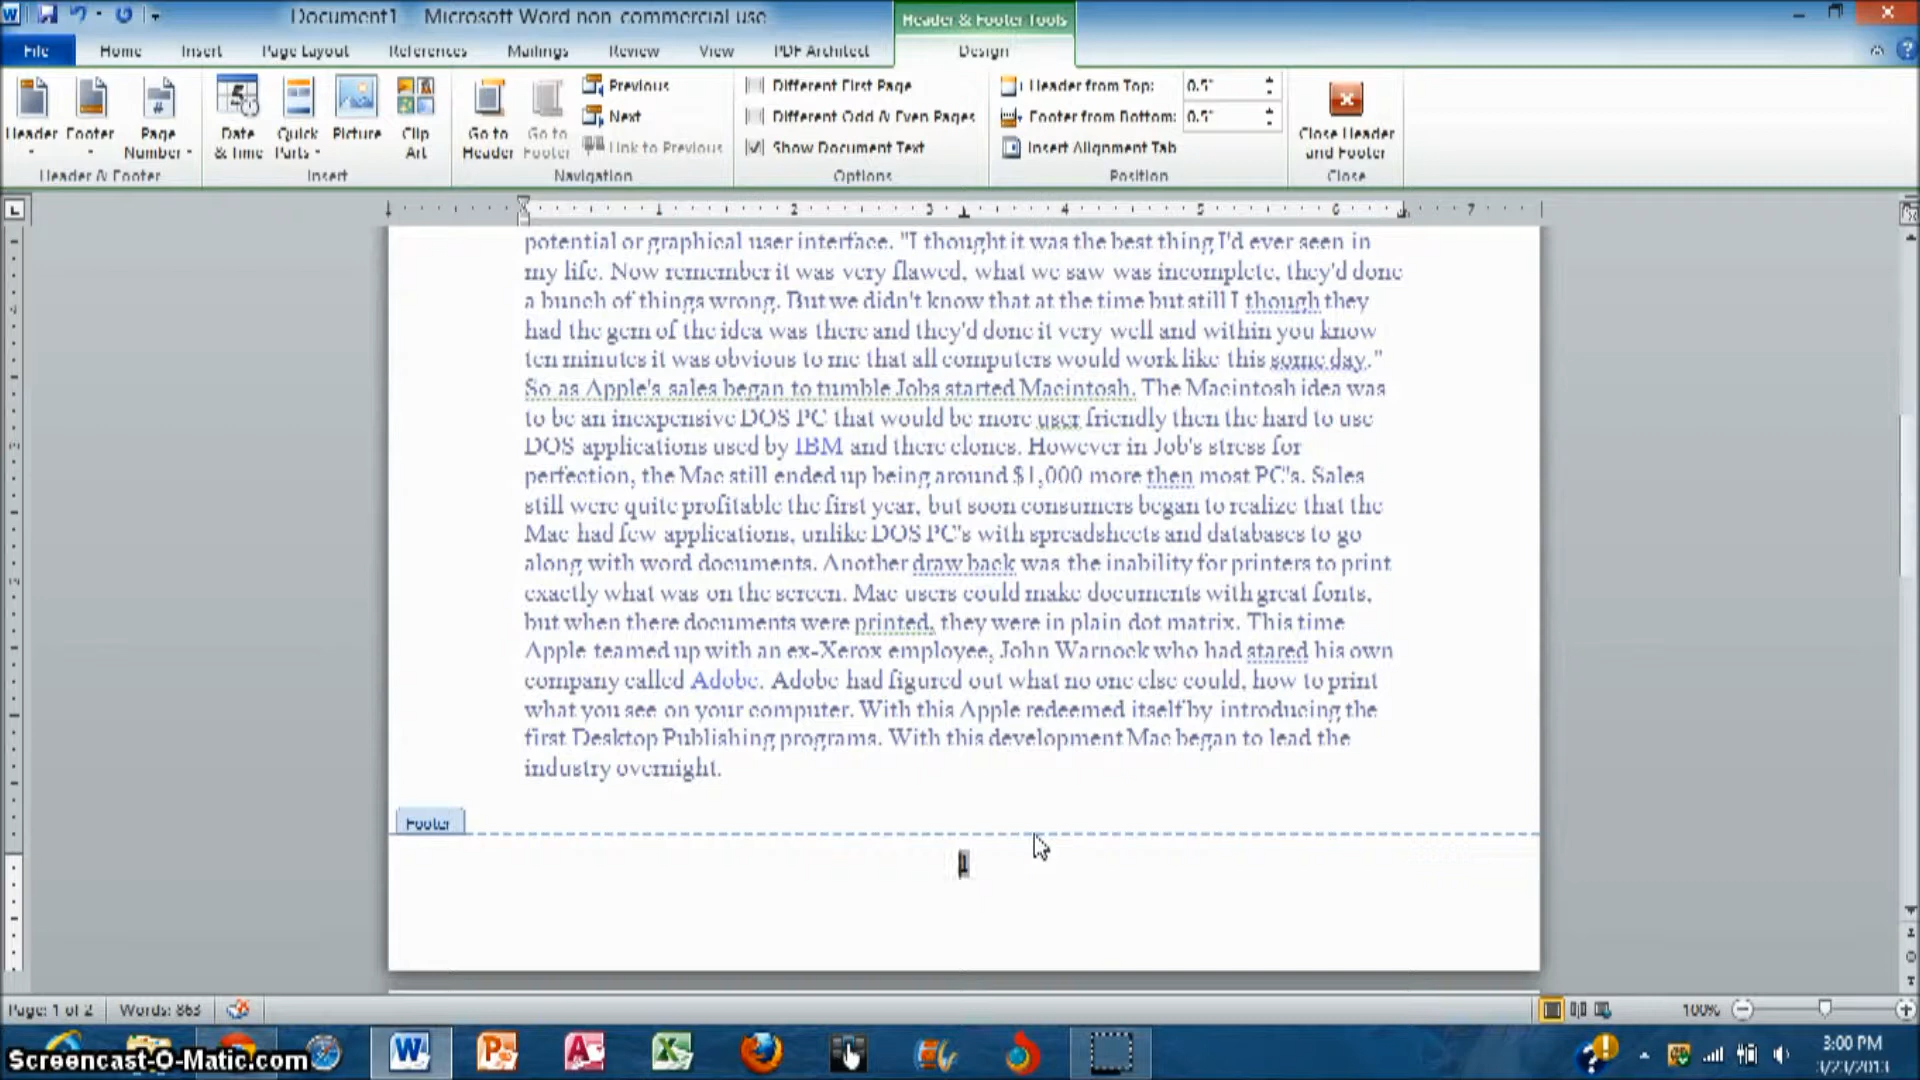 Document1 - Microsoft Word non-commercial use
Header & Footer Tools
File Home Insert Page Layout References Mailings Review View PDF Architect Design
Header Footer Page Number
Header & Footer
Date & Time Quick Parts Picture Clip Art
Insert
Go to Header Go to Footer Previous Next Link to Previous
Navigation
Different First Page
Different Odd & Even Pages
Show Document Text
Options
Header from Top: 0.5"
Footer from Bottom: 0.5"
Insert Alignment Tab
Position
Close Header and Footer
Close
1 2 3 4 5 6 7
potential or graphical user interface. "I thought it was the best thing I'd ever seen in
my life. Now remember it was very flawed, what we saw was incomplete, they'd done
a bunch of things wrong. But we didn't know that at the time but still I though they
had the gem of the idea was there and they'd done it very well and within you know
ten minutes it was obvious to me that all computers would work like this some day."
So as Apple's sales began to tumble Jobs started Macintosh. The Macintosh idea was
to be an inexpensive DOS PC that would be more user friendly then the hard to use
DOS applications used by IBM and there clones. However in Job's stress for
perfection, the Mac still ended up being around $1,000 more then most PC's. Sales
still were quite profitable the first year, but soon consumers began to realize that the
Mac had few applications, unlike DOS PC's with spreadsheets and databases to go
along with word documents. Another draw back was the inability for printers to print
exactly what was on the screen. Mac users could make documents with great fonts,
but when there documents were printed, they were in plain dot matrix. This time
Apple teamed up with an ex-Xerox employee, John Warnock who had stared his own
company called Adobe. Adobe had figured out what no one else could, how to print
what you see on your computer. With this Apple redeemed itself by introducing the
first Desktop Publishing programs. With this development Mac began to lead the
industry overnight.
Footer
1
Page: 1 of 2 Words: 863 100%
Screencast-O-Matic.com
3:00 PM
3/23/2013